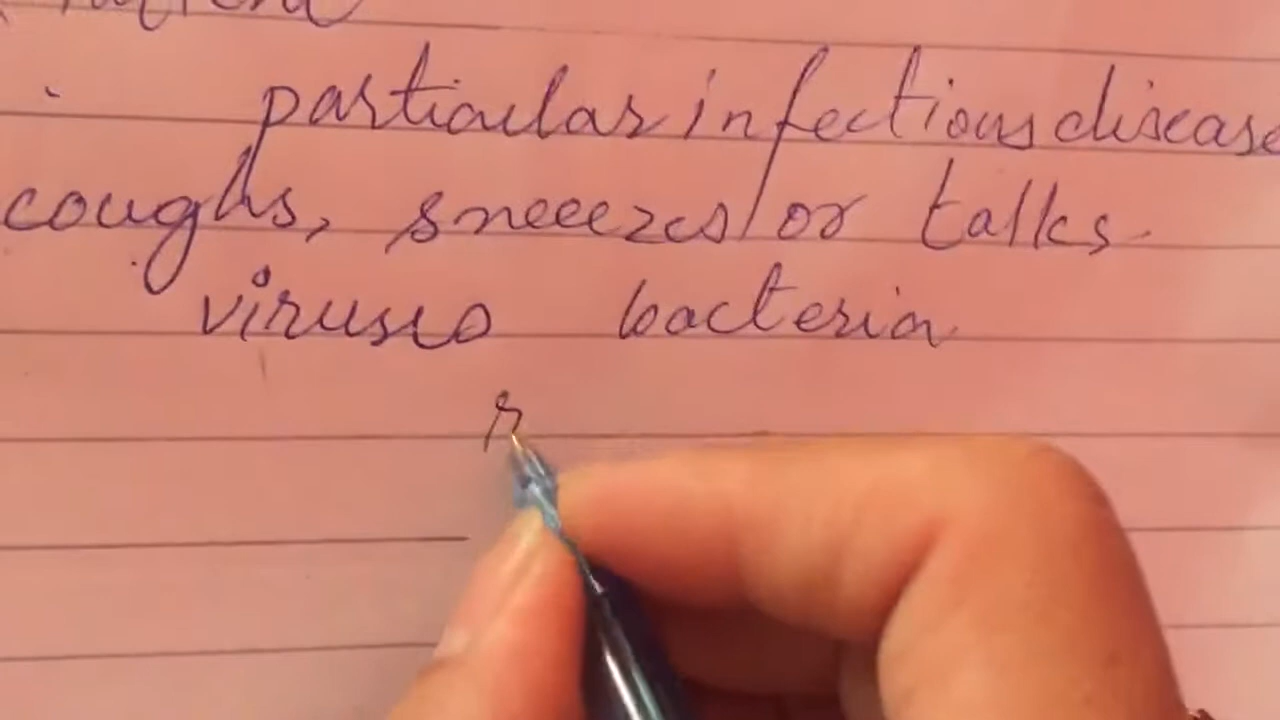 particular infectious disease
coughs, sneeezes or talks.
viruses bacteria